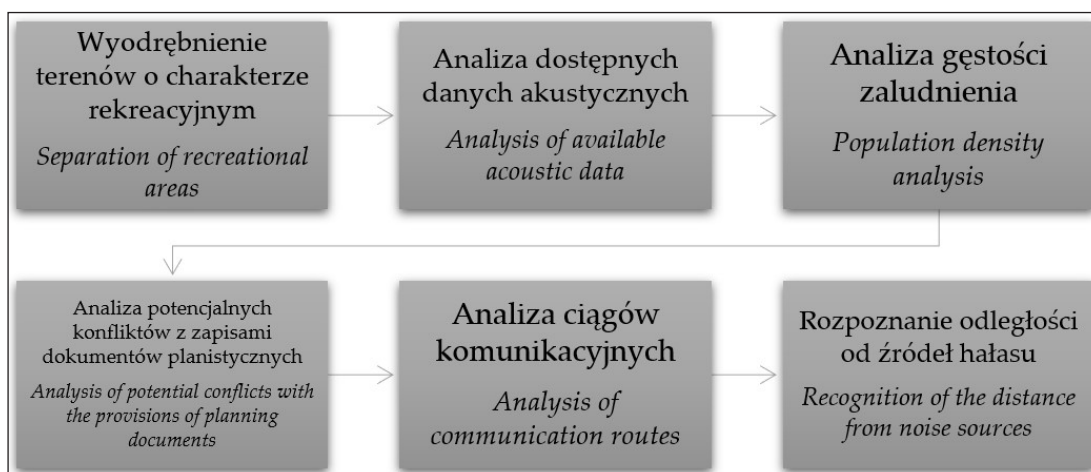 Wyodrębnienie
terenów o charakterze
rekreacyjnym
Separation of recreational
areas
Analiza dostępnych
danych akustycznych
Analysis of available
acoustic data
Analiza gęstości
zaludnienia
Population density
analysis
Analiza potencjalnych
konfliktów z zapisami
dokumentów planistycznych
Analysis of potential conflicts with
the provisions of planning
documents
Analiza ciągów
komunikacyjnych
Analysis of
communication routes
Rozpoznanie odległości
od źródeł hałasu
Recognition of the distance
from noise sources